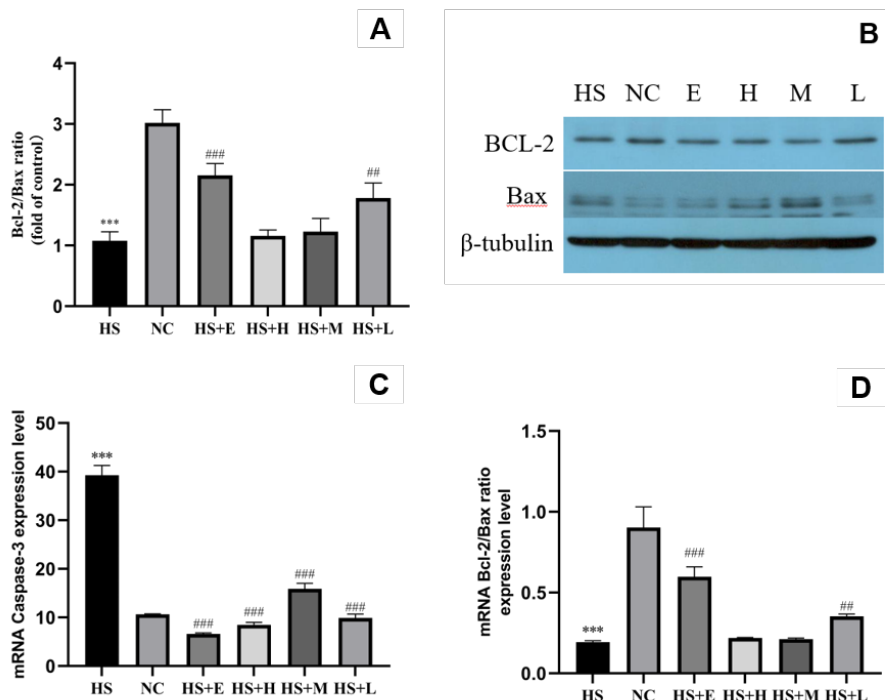 A
Bcl-2/Bax ratio
(fold of control)
4
3
2
1
0
***
###
##
HS NC HS+E HS+H HS+M HS+L
B
HS NC E H M L
BCL-2
Bax
β-tubulin
C
mRNA Caspase-3 expression level
50
40
30
20
10
0
***
###
###
###
###
HS NC HS+E HS+H HS+M HS+L
D
mRNA Bcl-2/Bax ratio
expression level
1.5
1.0
0.5
0.0
***
###
##
HS NC HS+E HS+H HS+M HS+L